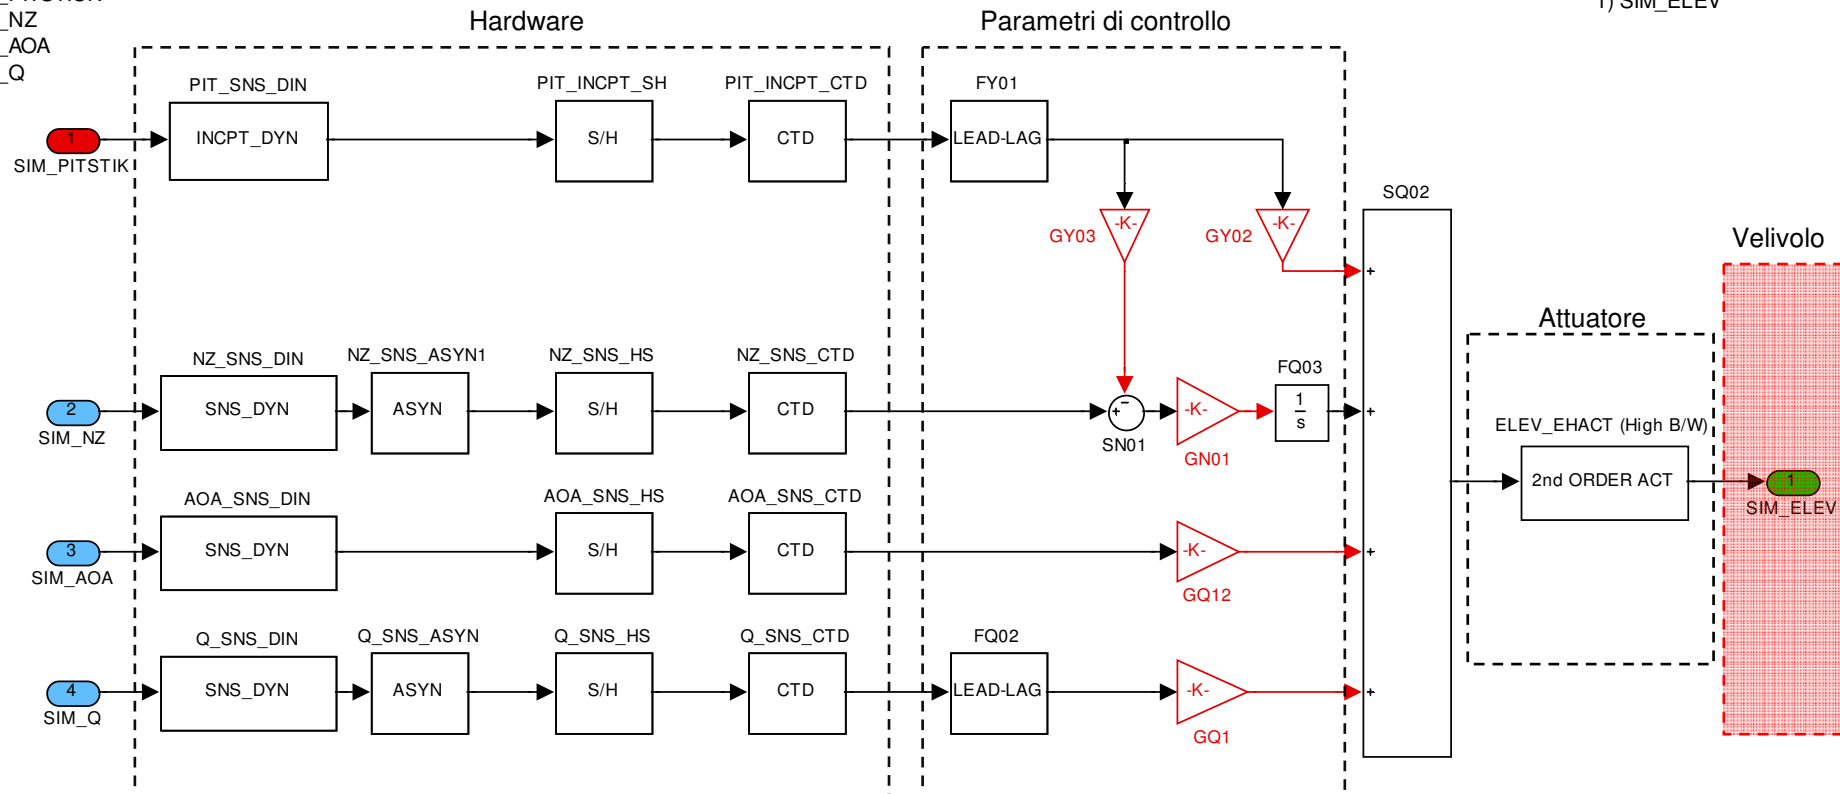 _NZ
_AOA
_Q
Hardware
Parametri di controllo
1) SIM_ELEV
PIT_SNS_DIN
PIT_INCPT_SH
PIT_INCPT_CTD
FY01
1
INCPT_DYN
S/H
CTD
LEAD-LAG
SIM_PITSTIK
SQ02
GY03
-K-
GY02
-K-
Velivolo
+
Attuatore
NZ_SNS_DIN
NZ_SNS_ASYN1
NZ_SNS_HS
NZ_SNS_CTD
FQ03
2
SNS_DYN
ASYN
S/H
CTD
+
-
-K-
1
s
+
SIM_NZ
SN01
GN01
ELEV_EHACT (High B/W)
2nd ORDER ACT
1
SIM_ELEV
AOA_SNS_DIN
AOA_SNS_HS
AOA_SNS_CTD
3
SNS_DYN
S/H
CTD
-K-
+
SIM_AOA
GQ12
Q_SNS_DIN
Q_SNS_ASYN
Q_SNS_HS
Q_SNS_CTD
FQ02
4
SNS_DYN
ASYN
S/H
CTD
LEAD-LAG
-K-
+
SIM_Q
GQ1